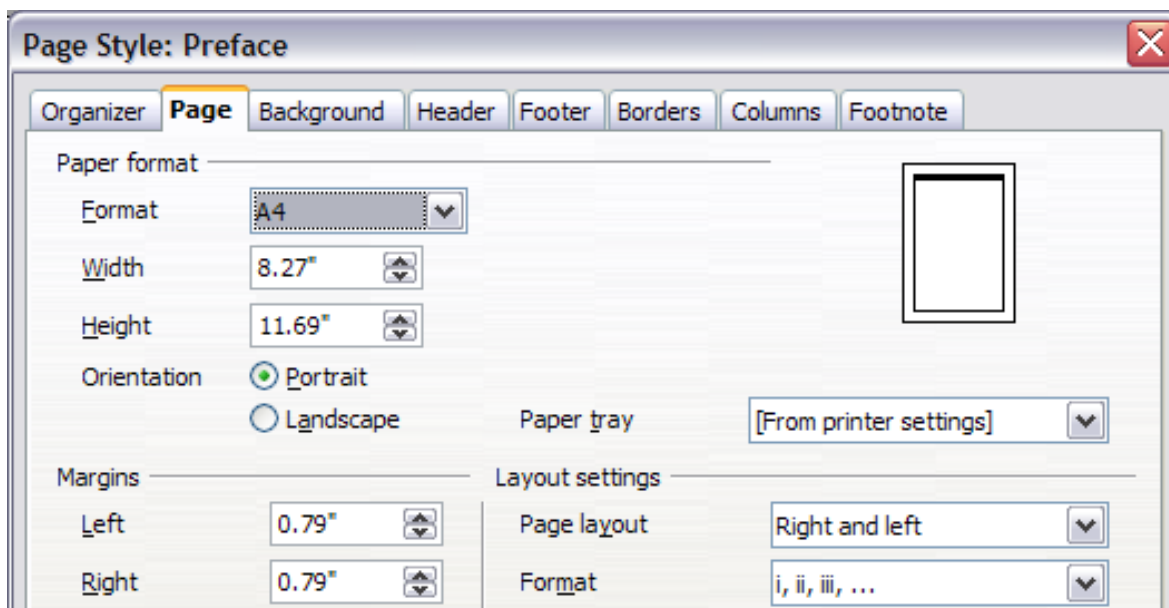 Page Style: Preface
Organizer Page Background Header Footer Borders Columns Footnote
Paper format
Format A4
Width 8.27"
Height 11.69"
Orientation Portrait
Landscape Paper tray [From printer settings]
Margins Layout settings
Left 0.79" Page layout Right and left
Right 0.79" Format i, ii, iii, ...